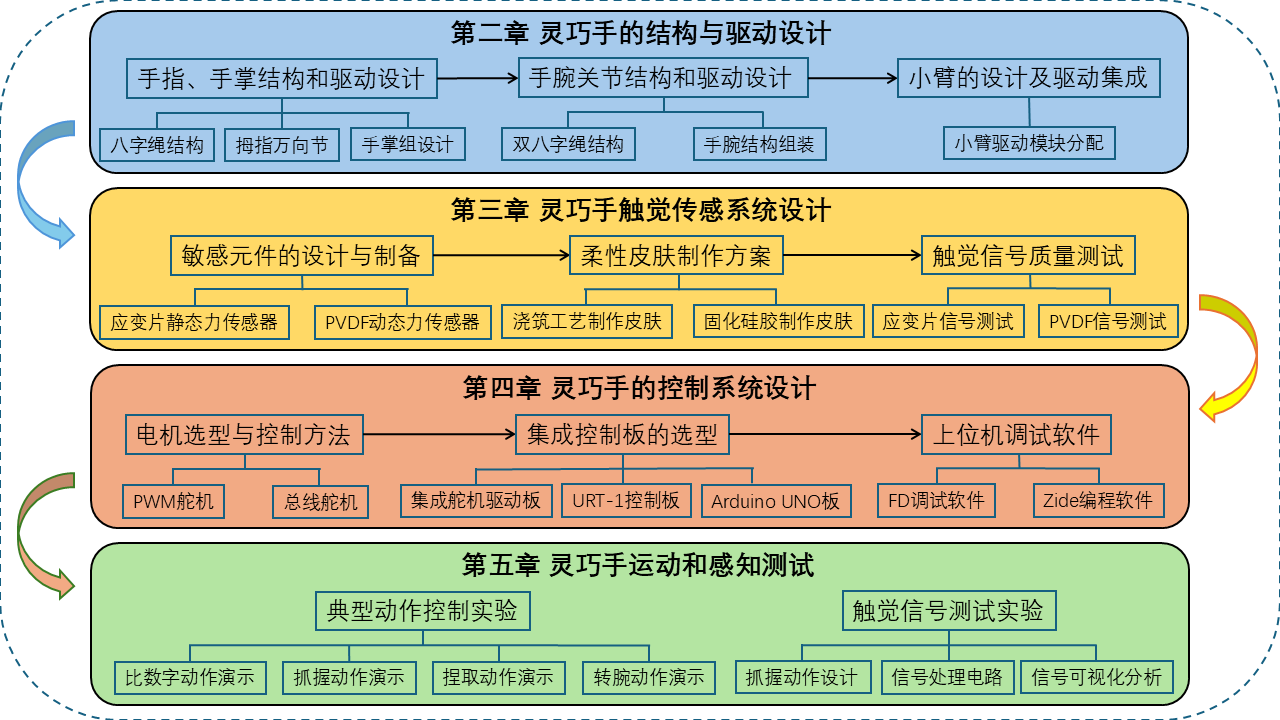 第二章 灵巧手的结构与驱动设计
手指、手掌结构和驱动设计
手腕关节结构和驱动设计
小臂的设计及驱动集成
八字绳结构
拇指万向节
手掌组设计
双八字绳结构
手腕结构组装
小臂驱动模块分配
第三章 灵巧手触觉传感系统设计
敏感元件的设计与制备
柔性皮肤制作方案
触觉信号质量测试
应变片静态力传感器
PVDF动态力传感器
浇筑工艺制作皮肤
固化硅胶制作皮肤
应变片信号测试
PVDF信号测试
第四章 灵巧手的控制系统设计
电机选型与控制方法
集成控制板的选型
上位机调试软件
PWM舵机
总线舵机
集成舵机驱动板
URT-1控制板
Arduino UNO板
FD调试软件
Zide编程软件
第五章 灵巧手运动和感知测试
典型动作控制实验
触觉信号测试实验
比数字动作演示
抓握动作演示
捏取动作演示
转腕动作演示
抓握动作设计
信号处理电路
信号可视化分析